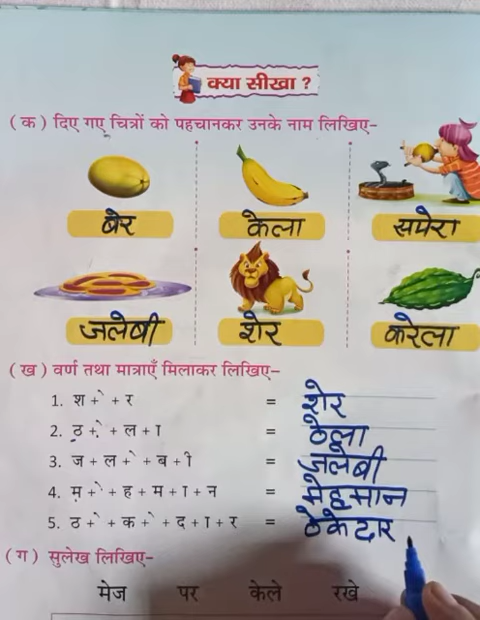 क्या सीखा ?
( क ) दिए गए चित्रों को पहचानकर उनके नाम लिखिए–
बेर केला सपेरा
जलेबी शेर करेला
( ख ) वर्ण तथा मात्राएँ मिलाकर लिखिए–
1. श + े + र = शेर
2. ठ + े + ल + ा = ठेला
3. ज + ल + े + ब + ी = जलेबी
4. म + े + ह + म + ा + न = मेहमान
5. ठ + े + क + े + द + ा + र = ठेकेदार
( ग ) सुलेख लिखिए–
मेज पर केले रखे